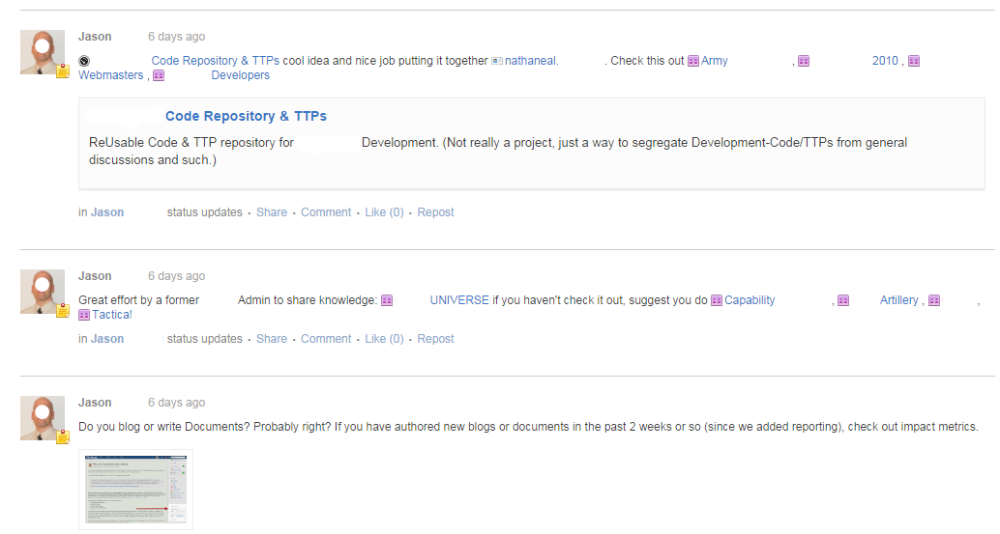 Jason 6 days ago
Code Repository & TTPs cool idea and nice job putting it together nathaneal. . Check this out Army , 2010 ,
Webmasters , Developers
Code Repository & TTPs
ReUsable Code & TTP repository for Development. (Not really a project, just a way to segregate Development-Code/TTPs from general
discussions and such.)
in Jason status updates • Share • Comment • Like (0) • Repost
Jason 6 days ago
Great effort by a former Admin to share knowledge: UNIVERSE if you haven't check it out, suggest you do Capability , Artillery , ,
Tactical
in Jason status updates • Share • Comment • Like (0) • Repost
Jason 6 days ago
Do you blog or write Documents? Probably right? If you have authored new blogs or documents in the past 2 weeks or so (since we added reporting), check out impact metrics.